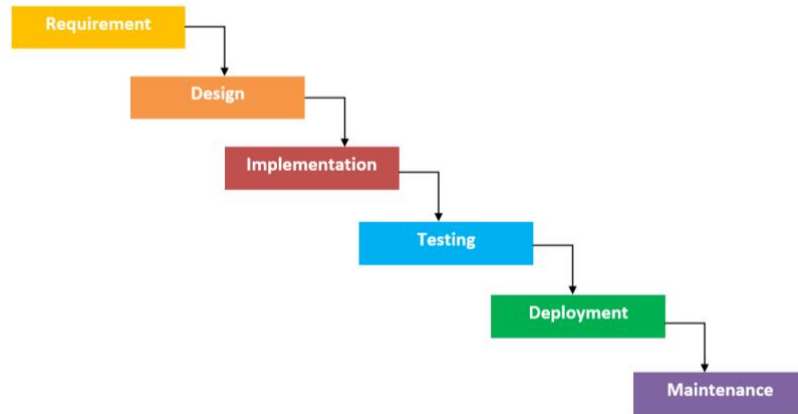 Requirement
Design
Implementation
Testing
Deployment
Maintenance